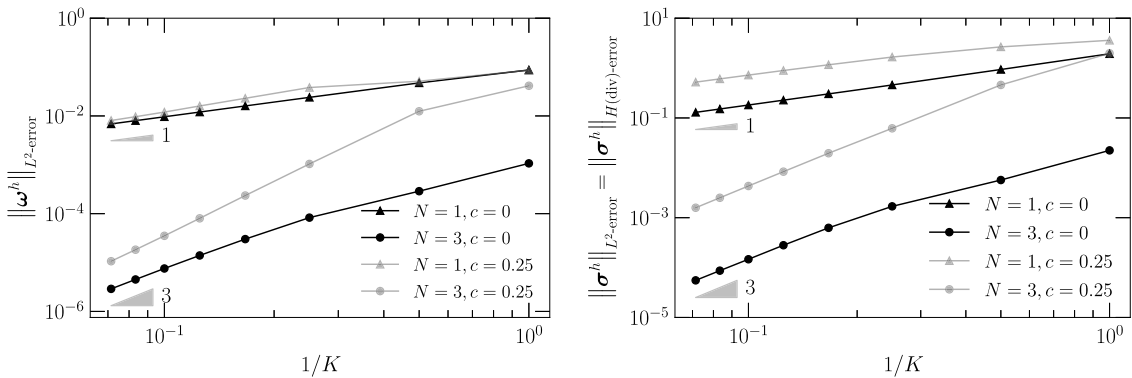 10^0
10^{-2}
10^{-4}
10^{-6}
||ω^h||_{L^2-error}
1
3
N = 1, c = 0
N = 3, c = 0
N = 1, c = 0.25
N = 3, c = 0.25
10^{-1}
10^0
1/K
10^1
10^{-1}
10^{-3}
10^{-5}
||σ^h||_{L^2-error} = ||σ^h||_{H(div)-error}
1
3
N = 1, c = 0
N = 3, c = 0
N = 1, c = 0.25
N = 3, c = 0.25
10^{-1}
10^0
1/K